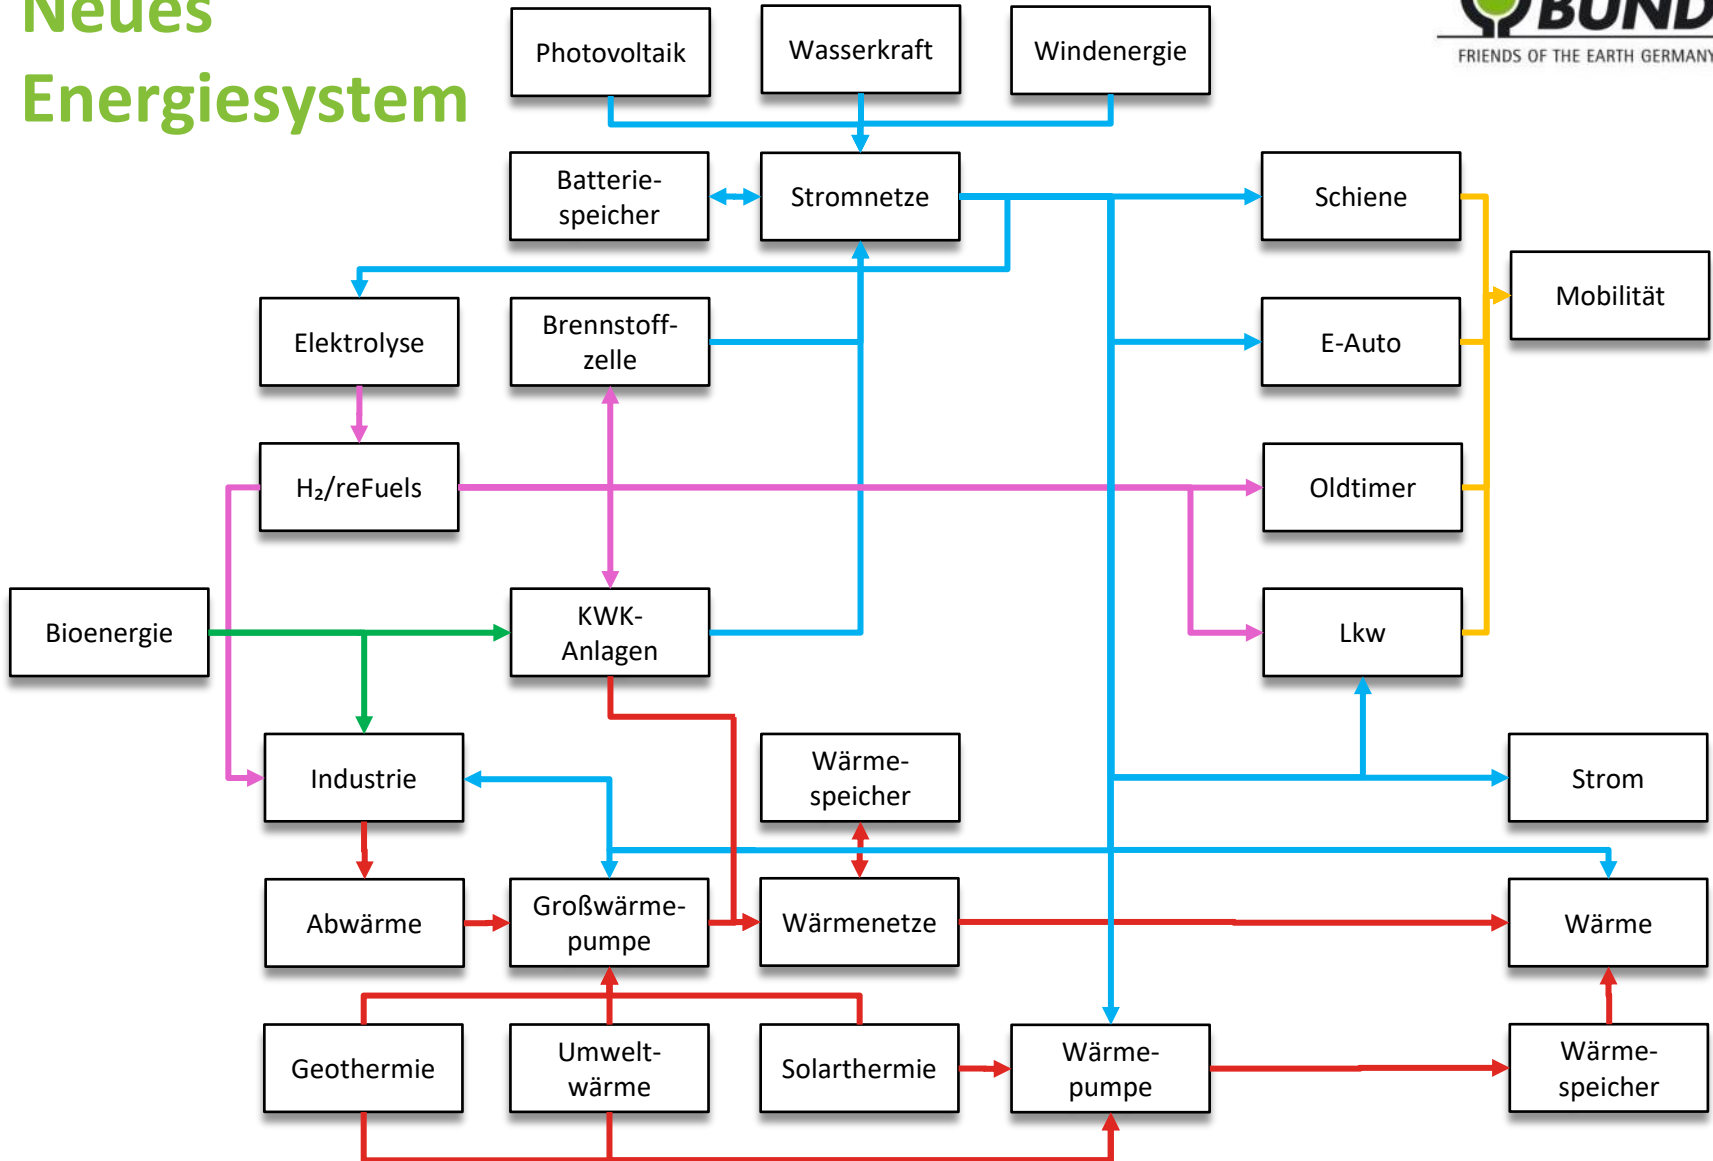 Neues
Energiesystem
BUND
FRIENDS OF THE EARTH GERMANY
Photovoltaik
Wasserkraft
Windenergie
Batterie-
speicher
Stromnetze
Schiene
Mobilität
Elektrolyse
Brennstoff-
zelle
E-Auto
H₂/reFuels
Oldtimer
Bioenergie
KWK-
Anlagen
Lkw
Industrie
Wärme-
speicher
Strom
Abwärme
Großwärme-
pumpe
Wärmenetze
Wärme
Geothermie
Umwelt-
wärme
Solarthermie
Wärme-
pumpe
Wärme-
speicher